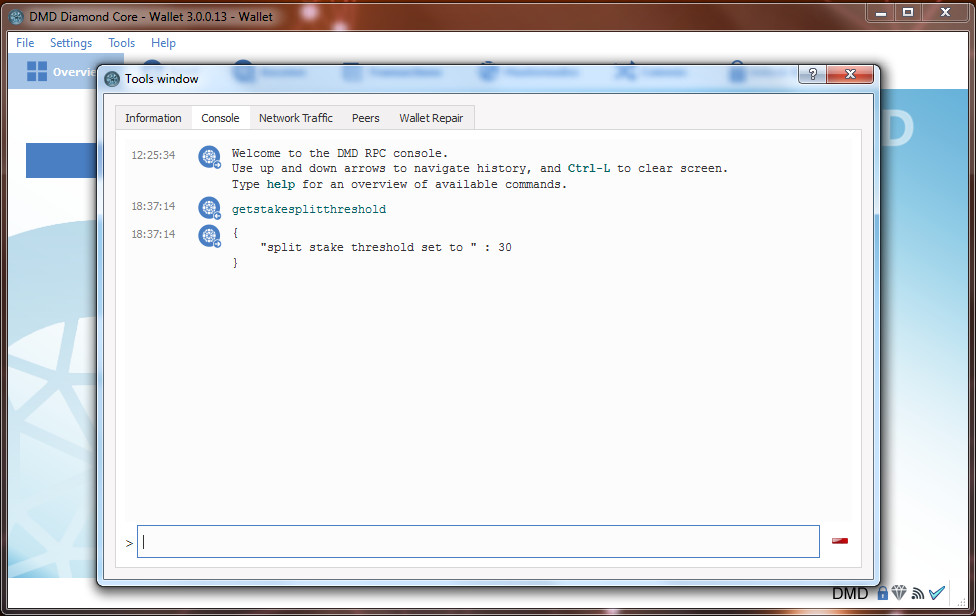 DMD Diamond Core - Wallet 3.0.0.13 - Wallet
File Settings Tools Help
Tools window
Information Console Network Traffic Peers Wallet Repair
12:25:34 Welcome to the DMD RPC console.
Use up and down arrows to navigate history, and Ctrl-L to clear screen.
Type help for an overview of available commands.
18:37:14 getstakesplitthreshold
18:37:14 {
"split stake threshold set to " : 30
}
>
DMD